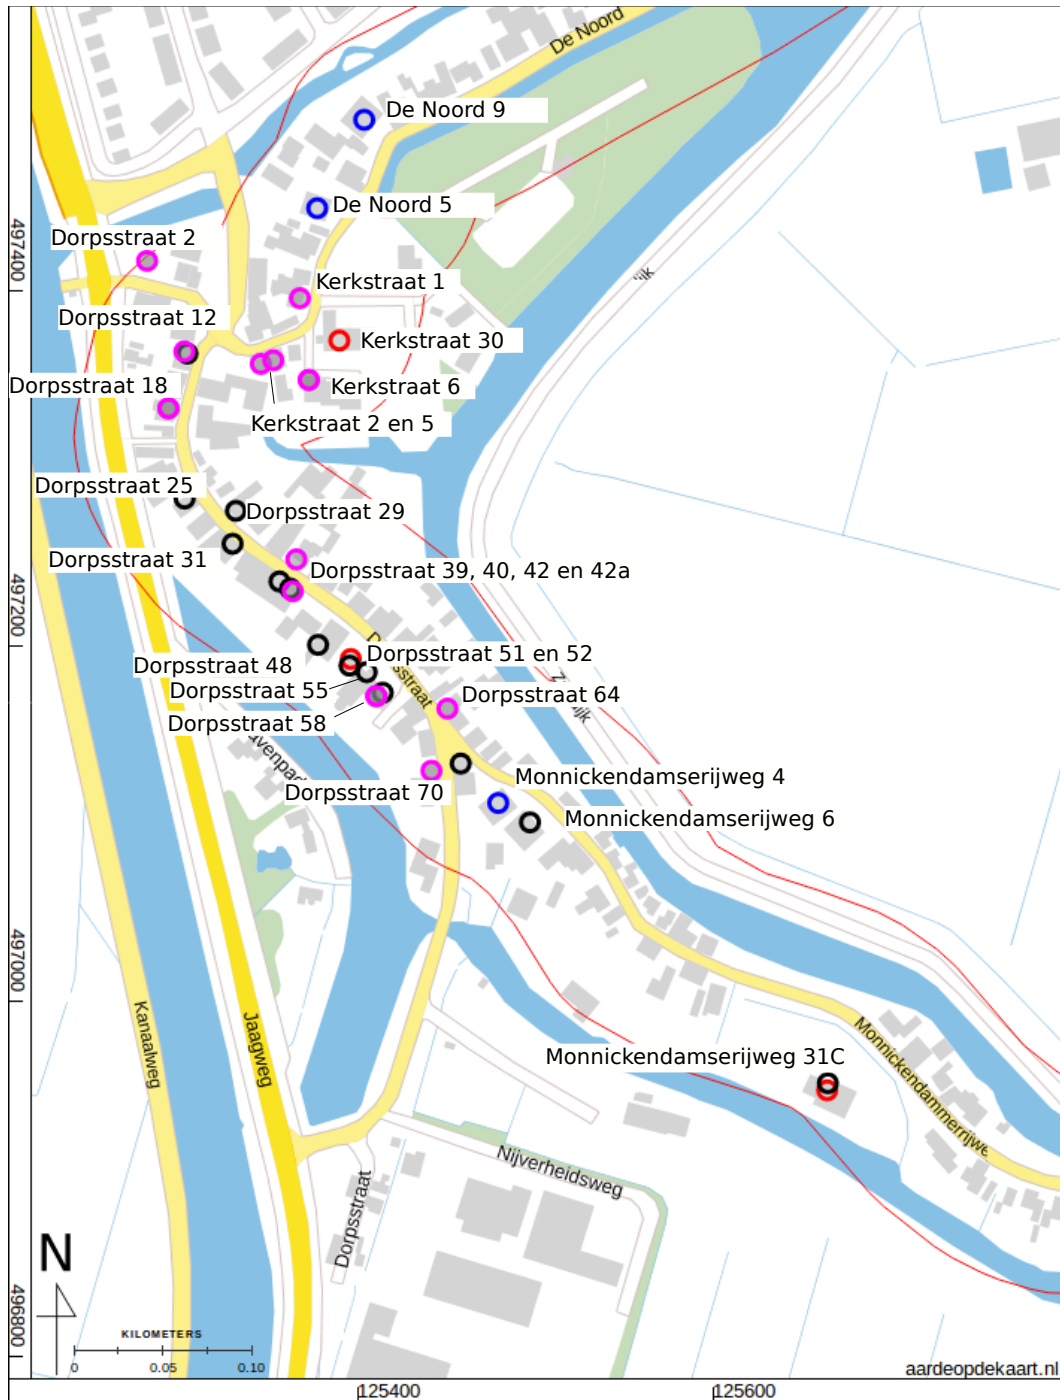 De Noord
De Noord 9
De Noord 5
Dorpsstraat 2
497400
ijk
Kerkstraat 1
Dorpsstraat 12
Kerkstraat 30
Dorpsstraat 18
Kerkstraat 6
Kerkstraat 2 en 5
Dorpsstraat 25
Dorpsstraat 29
Dorpsstraat 31
Dorpsstraat 39, 40, 42 en 42a
497200
Dorpsstraat 51 en 52
Dorpsstraat 48
Dorpsstraat 55
Dorpsstraat 64
Dorpsstraat 58
avenpad
Dorpsstraat 70
Monnickendamserijweg 4
Monnickendamserijweg 6
497000
Kanaalweg
Jaagweg
Monnickendamserijweg 31C
Monnickendammerrijwe
Nijverheidsweg
Dorpsstraat
N
496800
KILOMETERS
0 0.05 0.10
aardeopdekaart.nl
125400 125600